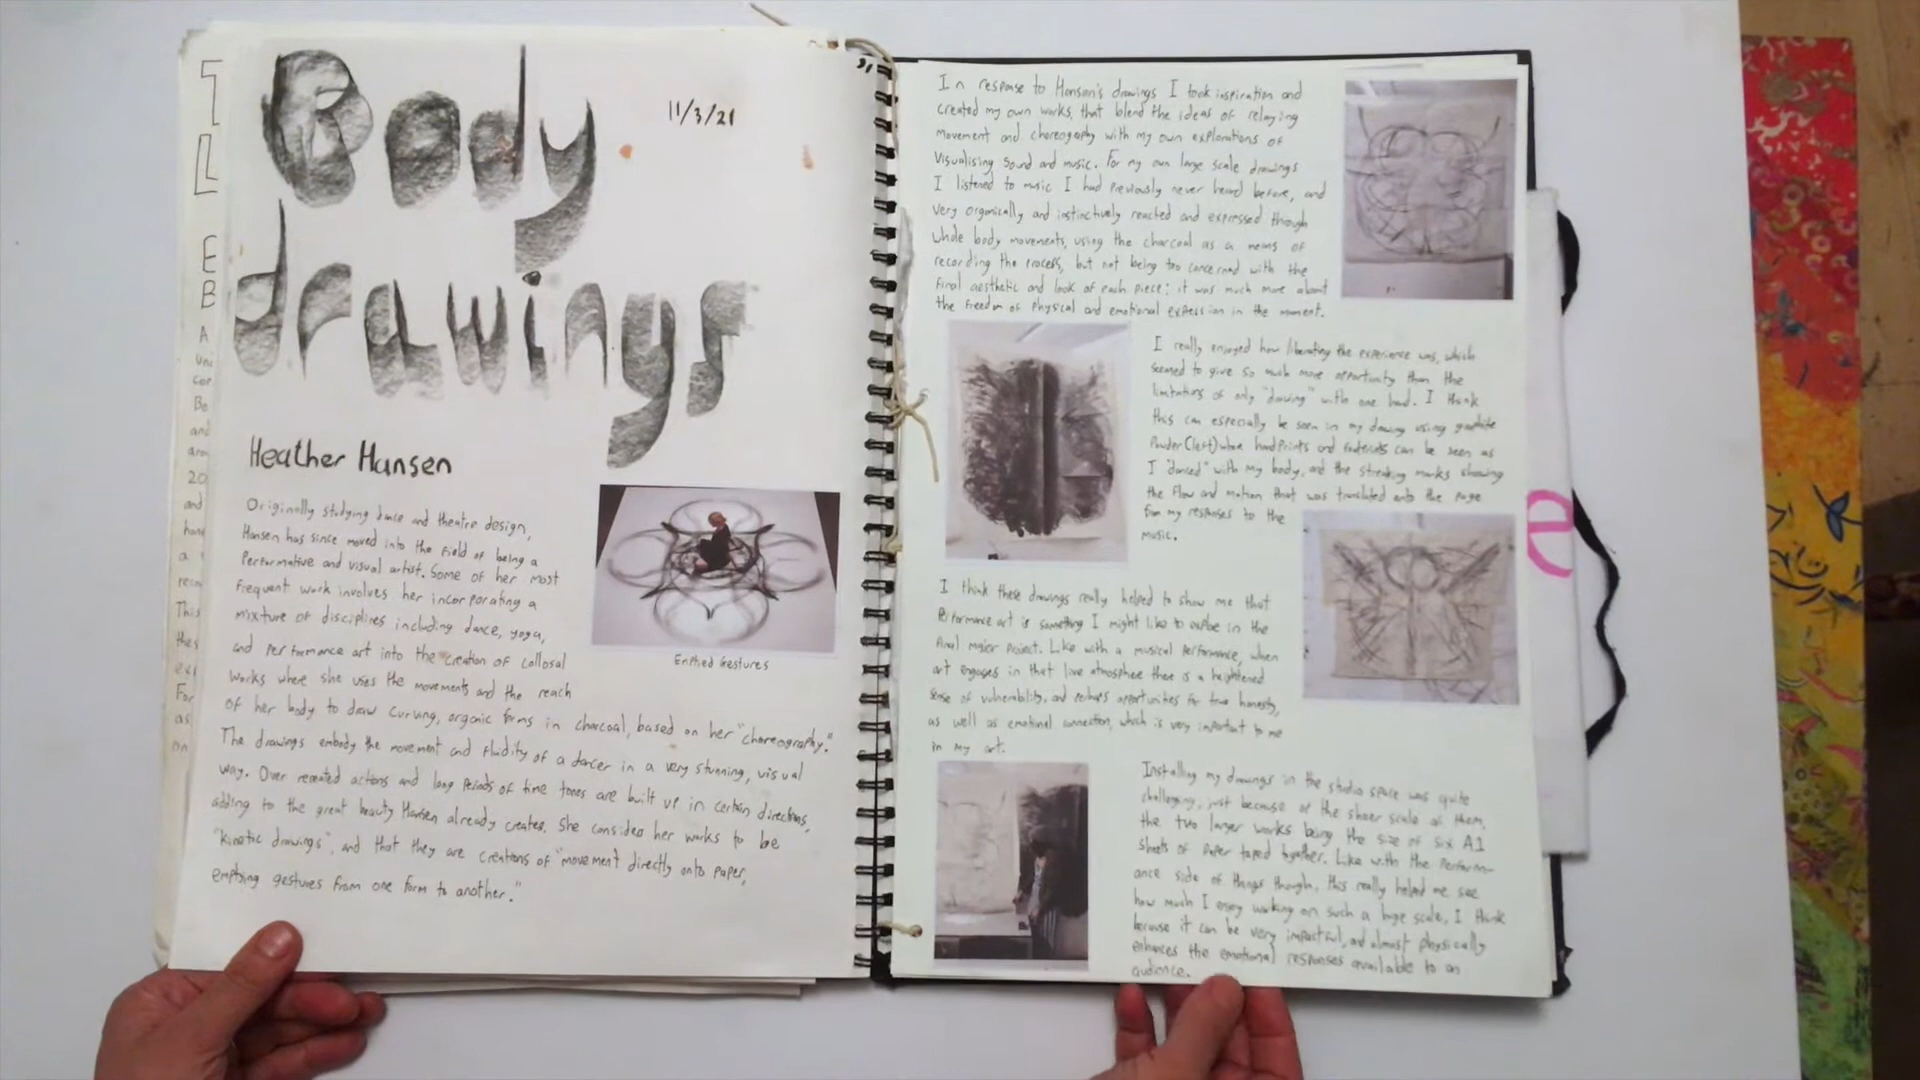 Body
drawings
11/3/21
Heather Hansen
Originally studying dance and theatre design,
Hansen has since moved into the field of being a
Performative and visual artist. Some of her most
frequent work involves her incorporating a
mixture of disciplines including dance, yoga,
and performance art into the creation of collosal
works where she uses the movements and the reach
of her body to draw curving, organic forms in charcoal, based on her "choreography."
The drawings embody the movement and fluidity of a dancer in a very stunning, visual
way. Over repeated actions and long periods of time tones are built up in certain directions,
adding to the great beauty Hansen already creates. She considers her works to be
"kinetic drawings", and that they are creations of "movement directly onto paper,
emptying gestures from one form to another."
Emptied Gestures
In response to Hansen's drawings I took inspiration and
created my own works, that blend the ideas of relaying
movement and choreography with my own explorations of
Visualising sound and music. For my own large scale drawings
I listened to music I had previously never heard before, and
very organically and instinctively reacted and expressed through
whole body movements, using the charcoal as a means of
recording the process, but not being too concerned with the
final aesthetic and look of each piece; it was much more about
the freedom of physical and emotional expression in the moment.
I really enjoyed how liberating the experience was, which
seemed to give so much more opportunity than the
limitations of only "drawing" with one hand. I think
this can especially be seen in my drawing using graphite
powder (left) where handprints and footprints can be seen as
I "danced" with my body, and the streaking marks showing
the flow and motion that was translated onto the page
from my responses to the
music.
I think these drawings really helped to show me that
Performance art is something I might like to explore in the
final major project. Like with a musical performance, when
art engages in that live atmosphere there is a heightened
sense of vulnerability, and perhaps opportunities for true honesty,
as well as emotional connection, which is very important to me
in my art.
Installing my drawings in the studio space was quite
challenging, just because of the sheer scale of them,
the two larger works being the size of six A1
sheets of paper taped together. Like with the perform-
ance side of things though, this really helped me see
how much I enjoy working on such a large scale, I think
because it can be very impactful, and almost physically
enhances the emotional responses available to an
audience.
e